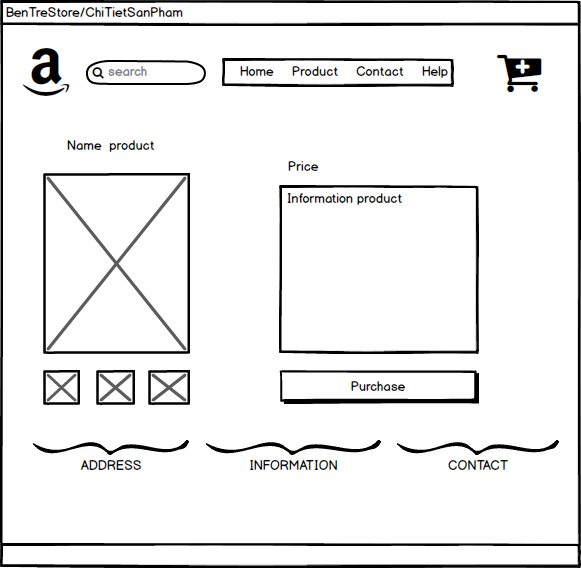 BenTreStore/ChiTietSanPham
a
search
Home Product Contact Help
Name product
Price
Information product
Purchase
ADDRESS INFORMATION CONTACT